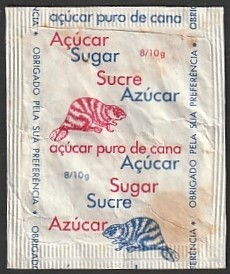 açúcar puro de cana
Açúcar
Sugar
8/10g
Sucre
Azúcar
açúcar puro de cana
Açúcar
8/10g
Sugar
Sucre
Azúcar
• OBRIGADO PELA SUA PREFERÊNCIA •
• OBRIGADO PELA SUA PREFERÊNCIA •